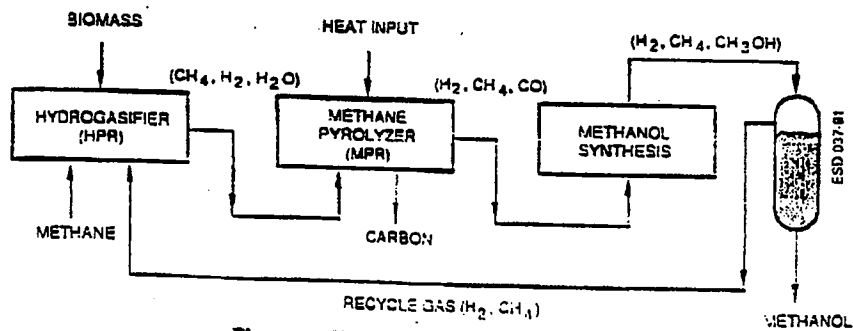 BIOMASS
HEAT INPUT
(H2, CH4, CH3OH)
(CH4, H2, H2O)
(H2, CH4, CO)
HYDROGASIFIER
(HPR)
METHANE
PYROLYZER
(MPR)
METHANOL
SYNTHESIS
ESD 037-91
METHANE
CARBON
RECYCLE GAS (H2, CH4)
METHANOL